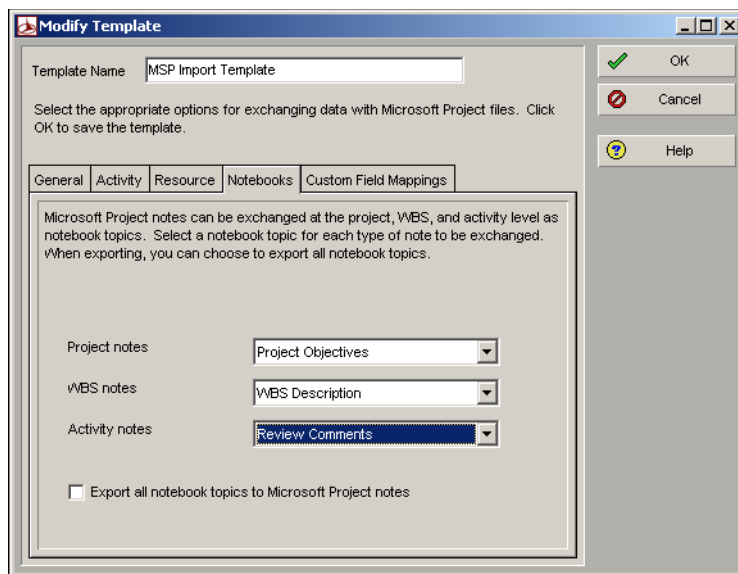 Modify Template
Template Name MSP Import Template
Select the appropriate options for exchanging data with Microsoft Project files. Click
OK to save the template.
OK
Cancel
Help
General Activity Resource Notebooks Custom Field Mappings
Microsoft Project notes can be exchanged at the project, WBS, and activity level as
notebook topics. Select a notebook topic for each type of note to be exchanged.
When exporting, you can choose to export all notebook topics.
Project notes Project Objectives
WBS notes WBS Description
Activity notes Review Comments
Export all notebook topics to Microsoft Project notes